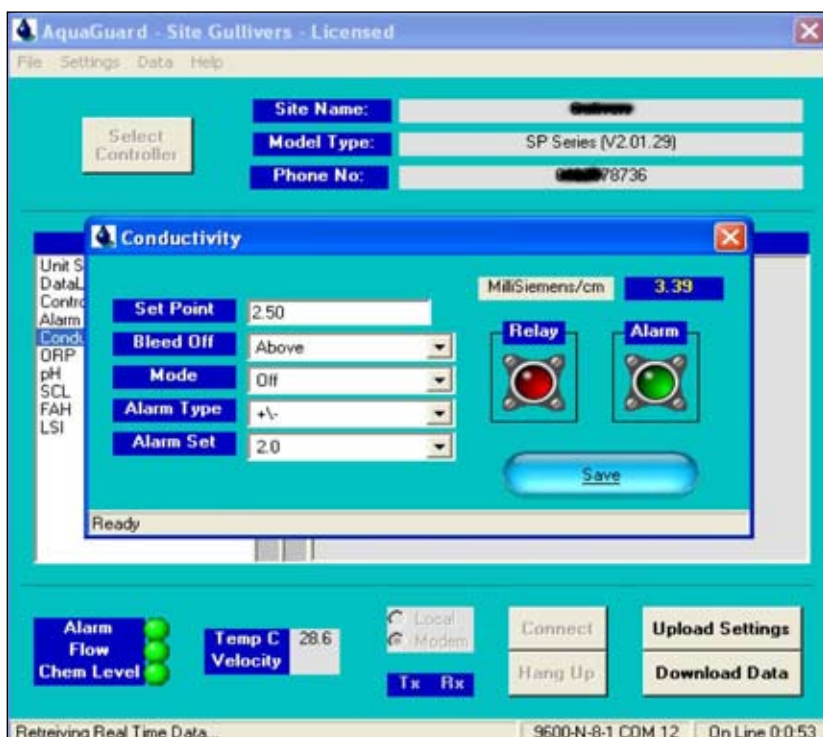 AquaGuard - Site Gullivers - Licensed
File Settings Data Help
Select
Controller
Site Name:
Model Type: SP Series (V2.01.29)
Phone No: 78736
Conductivity
Unit S
DataL
Contro
Alarm
Condu
ORP
pH
SCL
FAH
LSI
MilliSiemens/cm 3.39
Set Point 2.50
Bleed Off Above
Mode Off
Alarm Type +\-
Alarm Set 2.0
Relay Alarm
Save
Ready
Alarm
Flow
Chem Level
Temp C 28.6
Velocity
Local
Modem
Tx Rx
Connect
Hang Up
Upload Settings
Download Data
Retreiving Real Time Data... 9600-N-8-1 COM 12 On Line 0:0:53